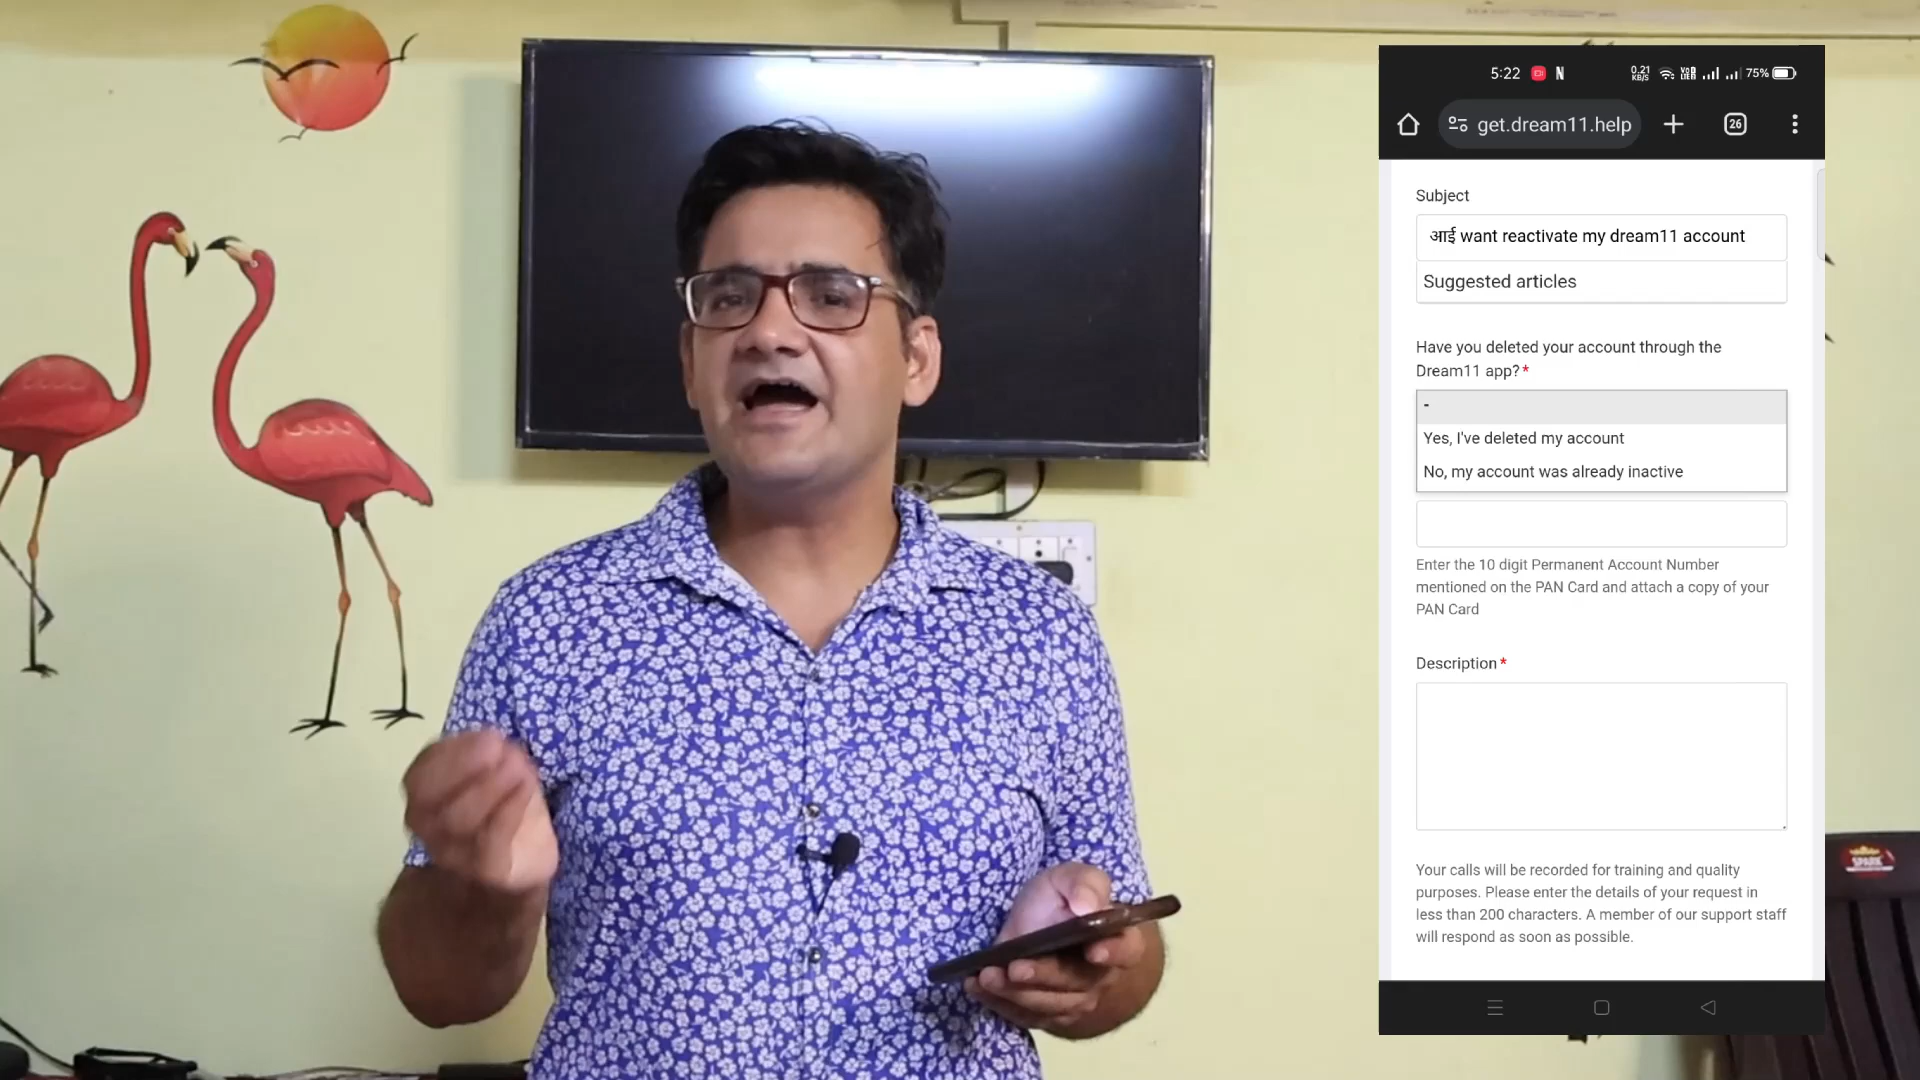 5:22 N 0.21 KB/S 75%
get.dream11.help 26
Subject
आई want reactivate my dream11 account
Suggested articles
Have you deleted your account through the
Dream11 app?*
-
Yes, I've deleted my account
No, my account was already inactive
Enter the 10 digit Permanent Account Number
mentioned on the PAN Card and attach a copy of your
PAN Card
Description*
Your calls will be recorded for training and quality
purposes. Please enter the details of your request in
less than 200 characters. A member of our support staff
will respond as soon as possible.
SPARK